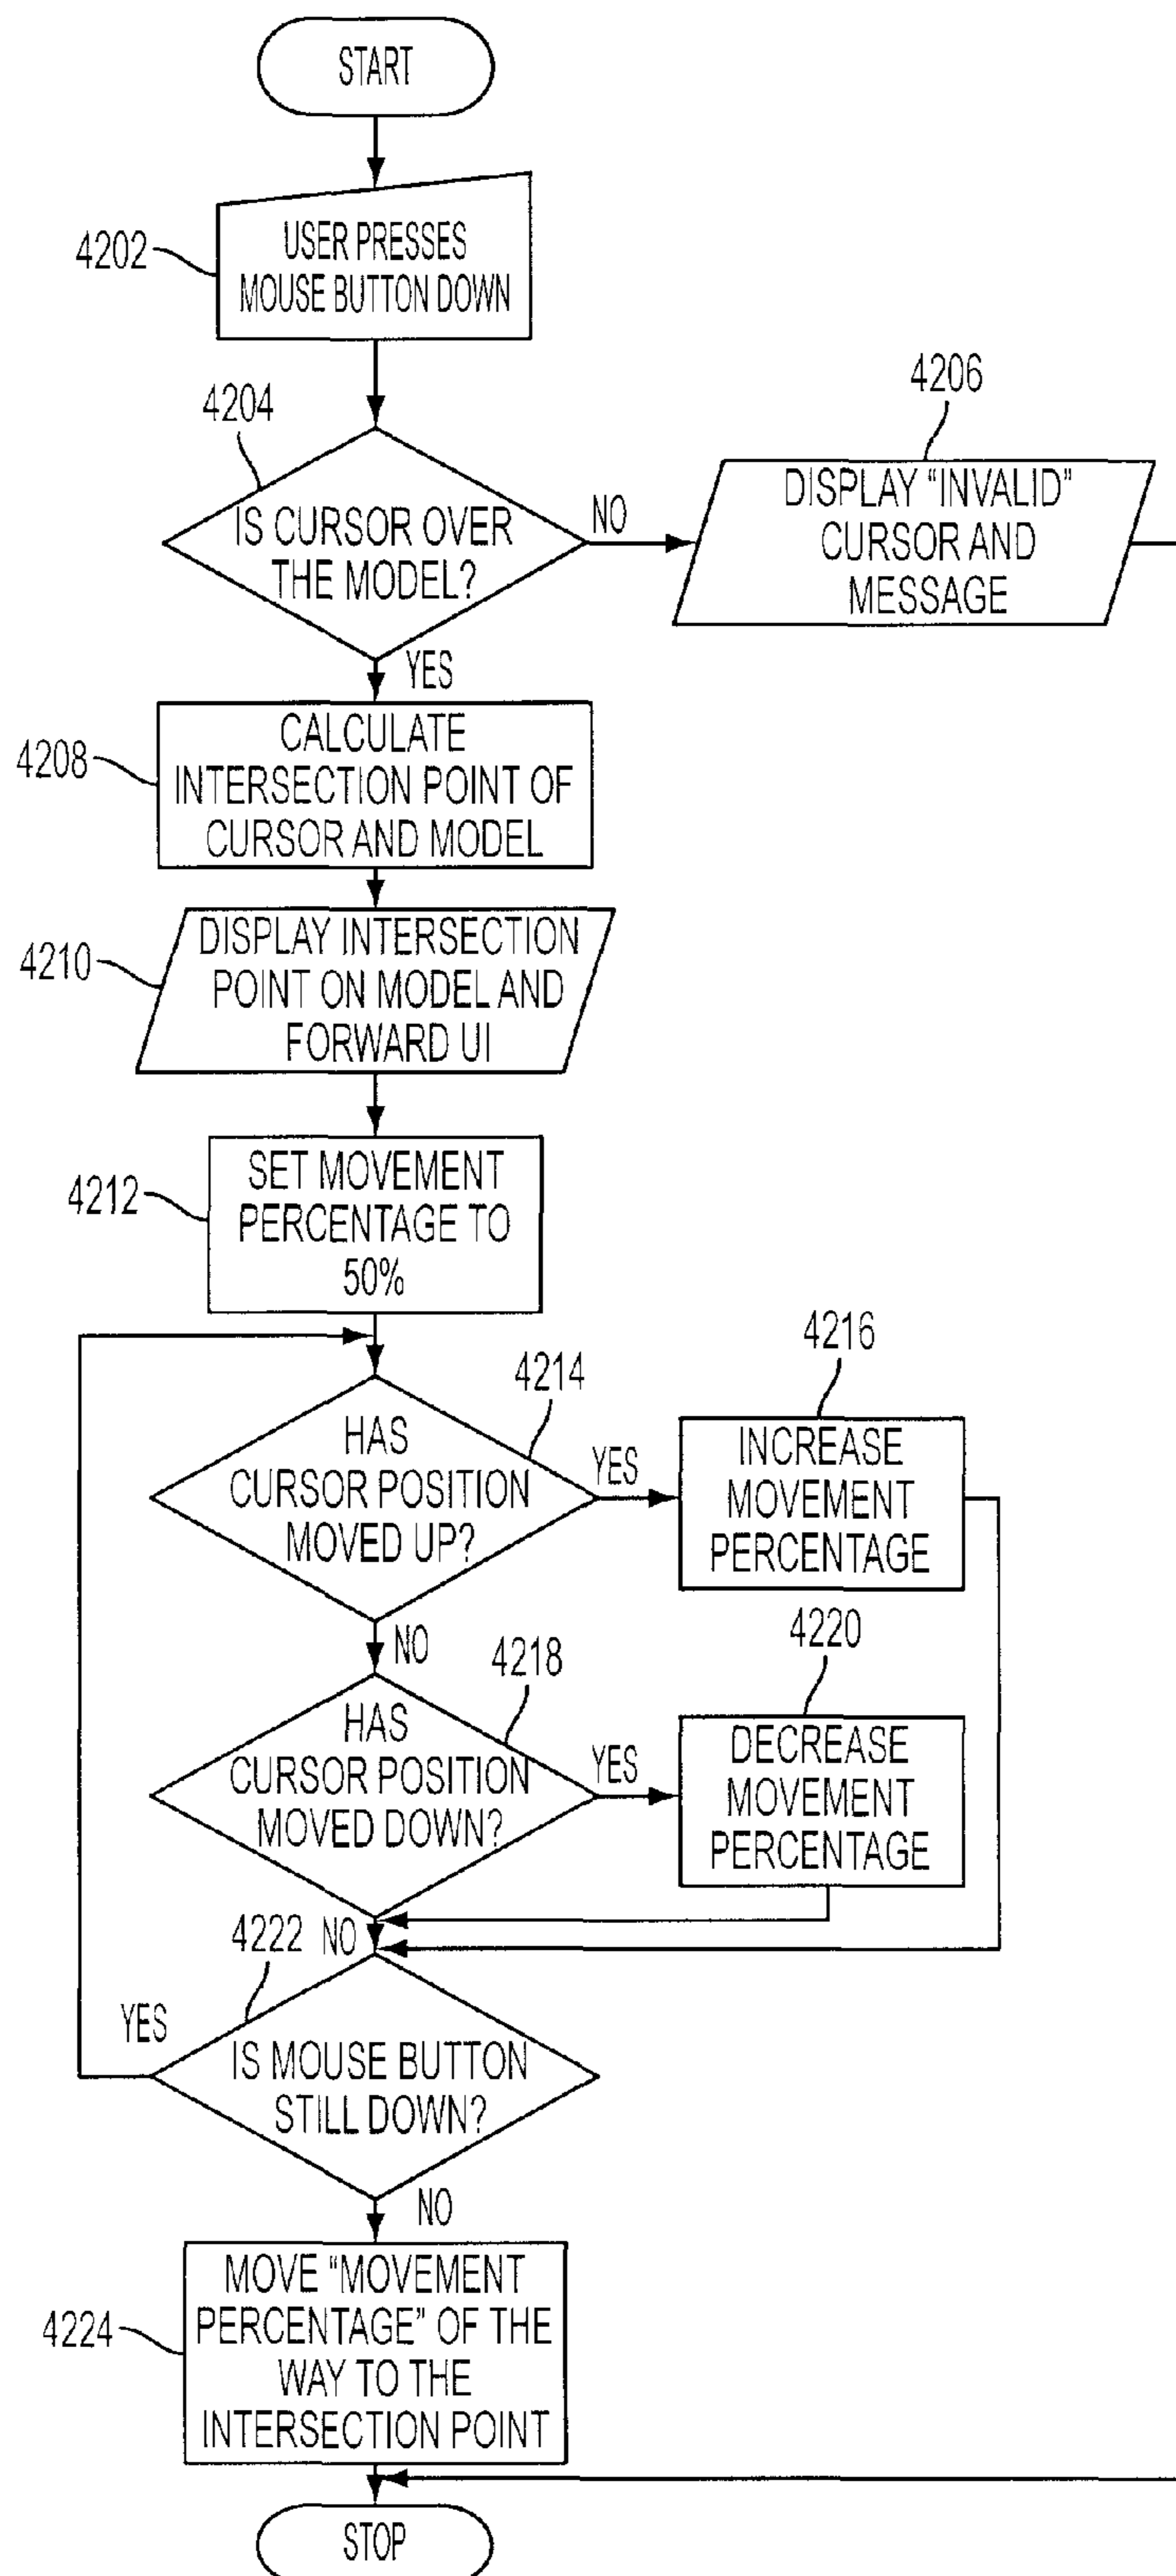 START
4202
USER PRESSES
MOUSE BUTTON DOWN
4204
4206
IS CURSOR OVER
THE MODEL?
NO
DISPLAY “INVALID”
CURSOR AND
MESSAGE
YES
4208
CALCULATE
INTERSECTION POINT OF
CURSOR AND MODEL
4210
DISPLAY INTERSECTION
POINT ON MODEL AND
FORWARD UI
4212
SET MOVEMENT
PERCENTAGE TO
50%
4214
4216
HAS
CURSOR POSITION
MOVED UP?
YES
INCREASE
MOVEMENT
PERCENTAGE
NO
4218
4220
HAS
CURSOR POSITION
MOVED DOWN?
YES
DECREASE
MOVEMENT
PERCENTAGE
4222
NO
YES
IS MOUSE BUTTON
STILL DOWN?
NO
4224
MOVE “MOVEMENT
PERCENTAGE” OF THE
WAY TO THE
INTERSECTION POINT
STOP